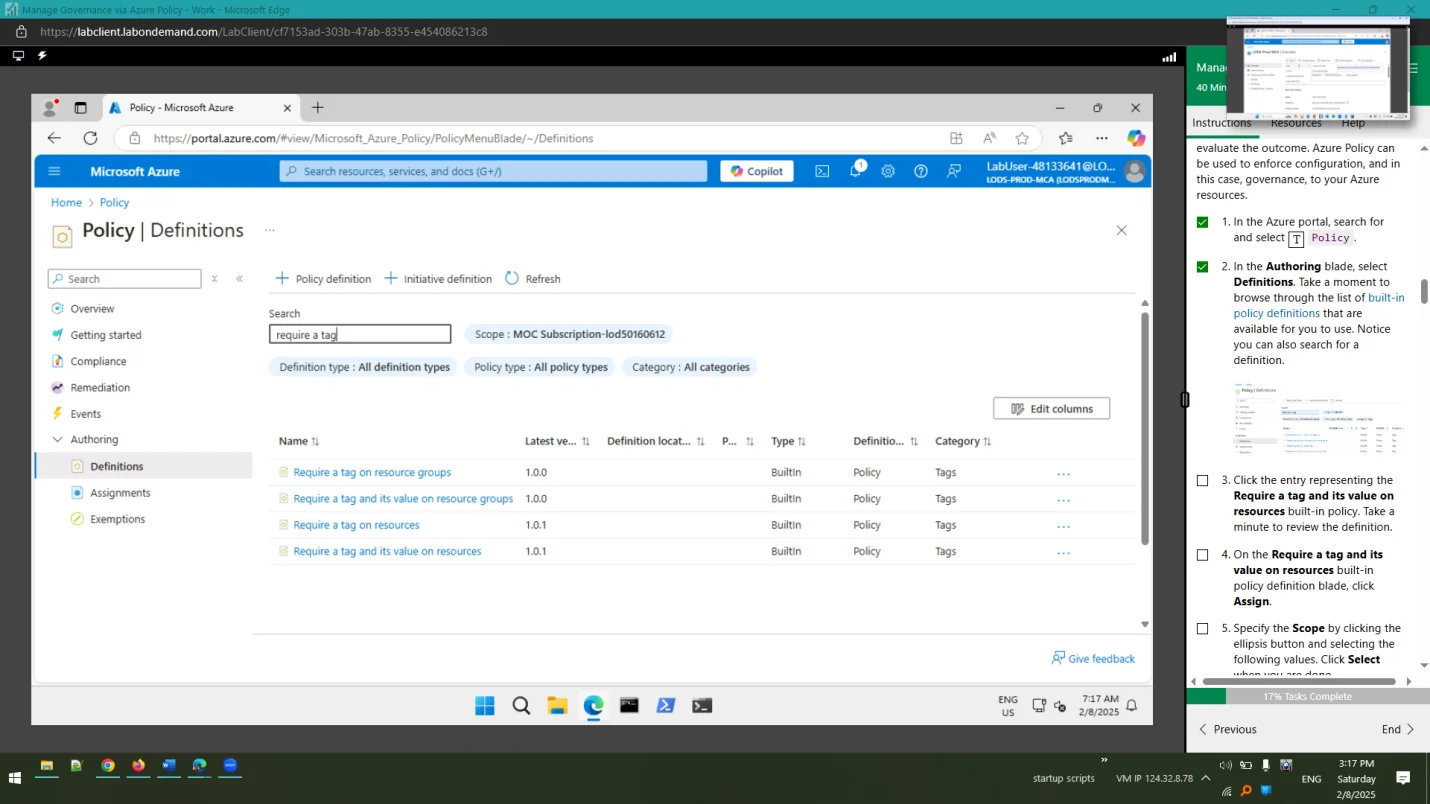 Manage Governance via Azure Policy - Work - Microsoft Edge
https://labclient.labondemand.com/LabClient/cf7153ad-303b-47ab-8355-e454086213c8
Policy - Microsoft Azure
https://portal.azure.com/#view/Microsoft_Azure_Policy/PolicyMenuBlade/~/Definitions
Microsoft Azure
Search resources, services, and docs (G+/)
Copilot
1
LabUser-48133641@LO...
LODS-PROD-MCA (LODSPRODM...
Home > Policy
Policy | Definitions
...
Search
Overview
Getting started
Compliance
Remediation
Events
Authoring
Definitions
Assignments
Exemptions
Policy definition
Initiative definition
Refresh
Search
require a tag
Scope : MOC Subscription-lod50160612
Definition type : All definition types
Policy type : All policy types
Category : All categories
Edit columns
Name
Latest ve...
Definition locat...
P...
Type
Definitio...
Category
Require a tag on resource groups 1.0.0 BuiltIn Policy Tags ...
Require a tag and its value on resource groups 1.0.0 BuiltIn Policy Tags ...
Require a tag on resources 1.0.1 BuiltIn Policy Tags ...
Require a tag and its value on resources 1.0.1 BuiltIn Policy Tags ...
Give feedback
ENG
US
7:17 AM
2/8/2025
40 Min
Instructions
Resources
Help
evaluate the outcome. Azure Policy can
be used to enforce configuration, and in
this case, governance, to your Azure
resources.
1. In the Azure portal, search for
and select T Policy .
2. In the Authoring blade, select
Definitions. Take a moment to
browse through the list of built-in
policy definitions that are
available for you to use. Notice
you can also search for a
definition.
3. Click the entry representing the
Require a tag and its value on
resources built-in policy. Take a
minute to review the definition.
4. On the Require a tag and its
value on resources built-in
policy definition blade, click
Assign.
5. Specify the Scope by clicking the
ellipsis button and selecting the
following values. Click Select
when you are done.
17% Tasks Complete
Previous
End
startup scripts
VM IP 124.32.8.78
ENG
3:17 PM
Saturday
2/8/2025